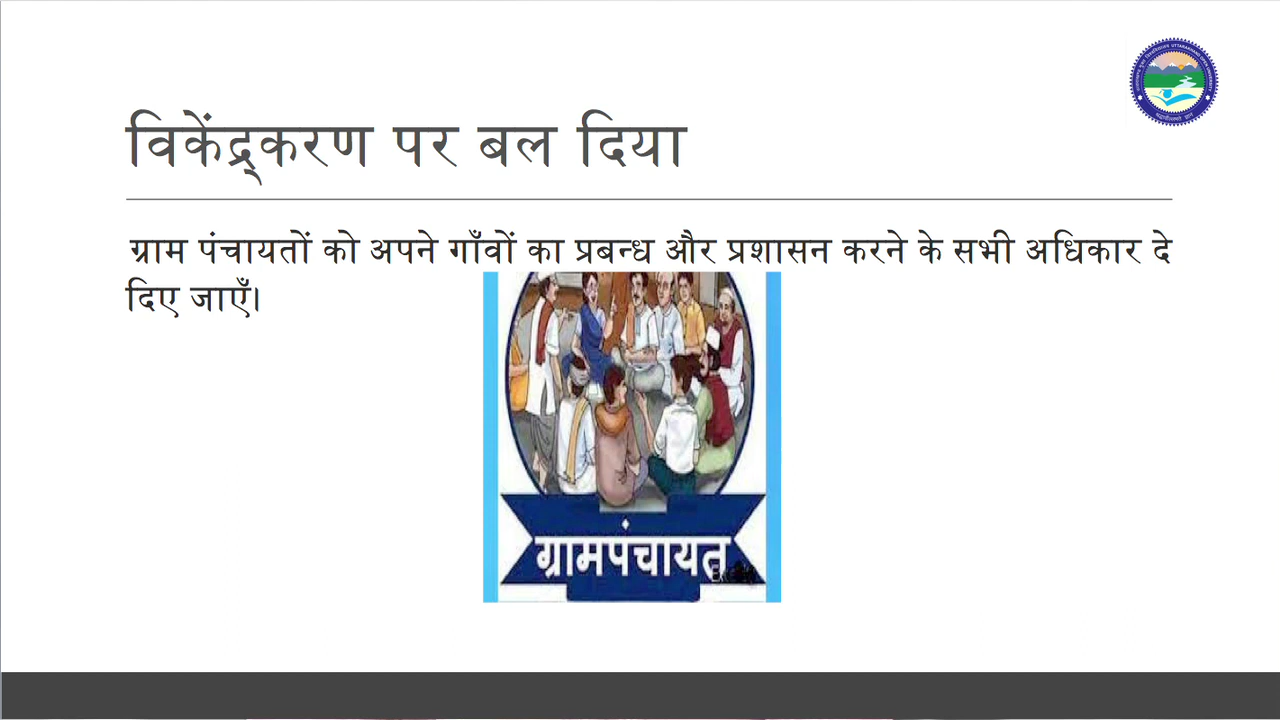 विकेंद्र्करण पर बल दिया
ग्राम पंचायतों को अपने गाँवों का प्रबन्ध और प्रशासन करने के सभी अधिकार दे
दिए जाएँ।
ग्रामपंचायत